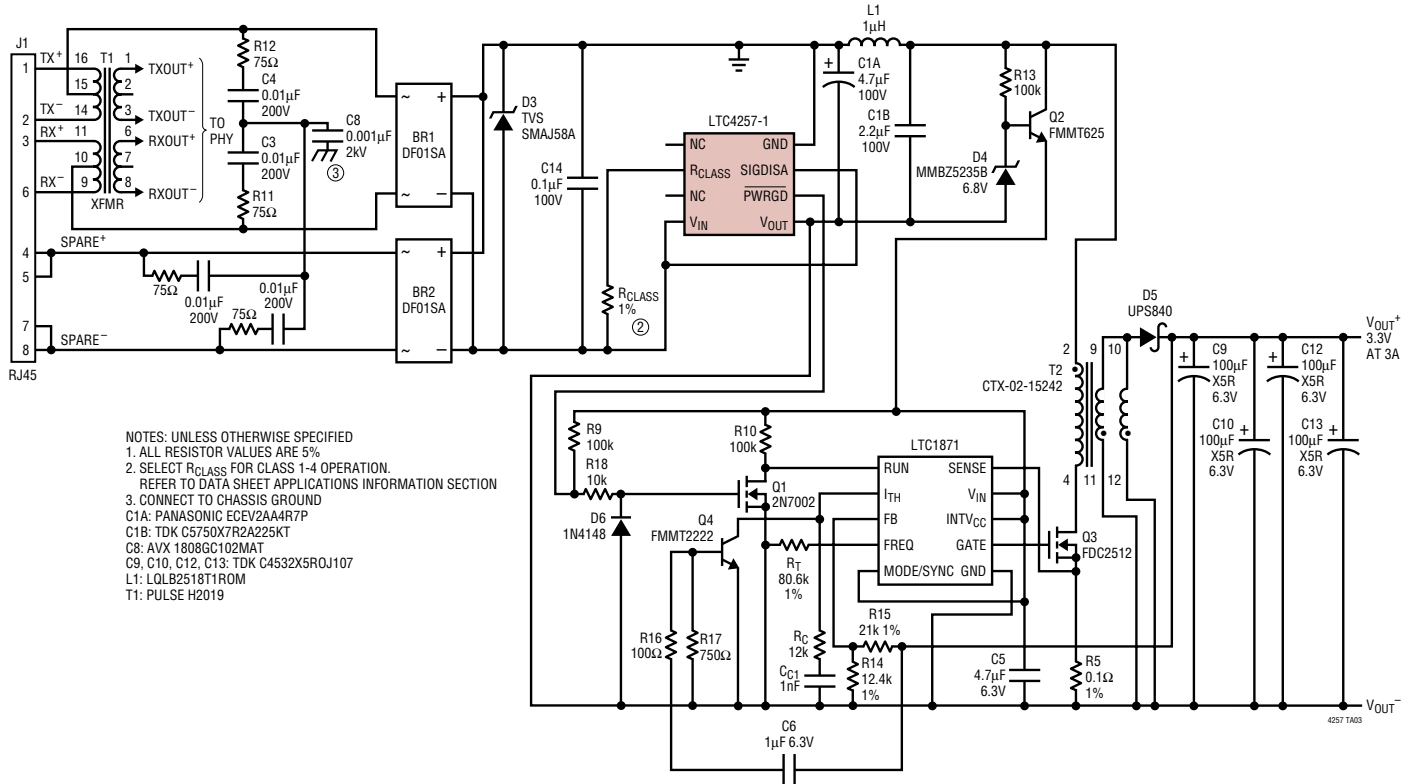 J1
TX+
16
T1
1
TXOUT+
1
15
2
TX−
14
3
TXOUT−
2
RX+
11
6
RXOUT+
3
10
7
RX−
9
8
RXOUT−
6
XFMR
TO
PHY
R12
75Ω
C4
0.01µF
200V
C3
0.01µF
200V
R11
75Ω
C8
0.001µF
2kV
3
~
+
BR1
DF01SA
~
−
SPARE+
4
5
75Ω
0.01µF
200V
0.01µF
200V
75Ω
7
SPARE−
8
RJ45
~
+
BR2
DF01SA
~
−
D3
TVS
SMAJ58A
C14
0.1µF
100V
RCLASS
1%
2
LTC4257-1
NC
GND
RCLASS
SIGDISA
NC
PWRGD
VIN
VOUT
L1
1µH
+
C1A
4.7µF
100V
C1B
2.2µF
100V
R13
100k
Q2
FMMT625
D4
MMBZ5235B
6.8V
D5
UPS840
2
9
10
T2
CTX-02-15242
4
11
12
+
C9
100µF
X5R
6.3V
+
C12
100µF
X5R
6.3V
C10
100µF
X5R
6.3V
+
C13
100µF
X5R
6.3V
+
VOUT+
3.3V
AT 3A
NOTES: UNLESS OTHERWISE SPECIFIED
1. ALL RESISTOR VALUES ARE 5%
2. SELECT RCLASS FOR CLASS 1-4 OPERATION.
REFER TO DATA SHEET APPLICATIONS INFORMATION SECTION
3. CONNECT TO CHASSIS GROUND
C1A: PANASONIC ECEV2AA4R7P
C1B: TDK C5750X7R2A225KT
C8: AVX 1808GC102MAT
C9, C10, C12, C13: TDK C4532X5ROJ107
L1: LQLB2518T1ROM
T1: PULSE H2019
R9
100k
R18
10k
R10
100k
D6
1N4148
Q1
2N7002
Q4
FMMT2222
RT
80.6k
1%
LTC1871
RUN
SENSE
ITH
VIN
FB
INTVCC
FREQ
GATE
MODE/SYNC
GND
Q3
FDC2512
R16
100Ω
R17
750Ω
RC
12k
CC1
1nF
R15
21k 1%
R14
12.4k
1%
C5
4.7µF
6.3V
R5
0.1Ω
1%
C6
1µF 6.3V
VOUT−
4257 TA03